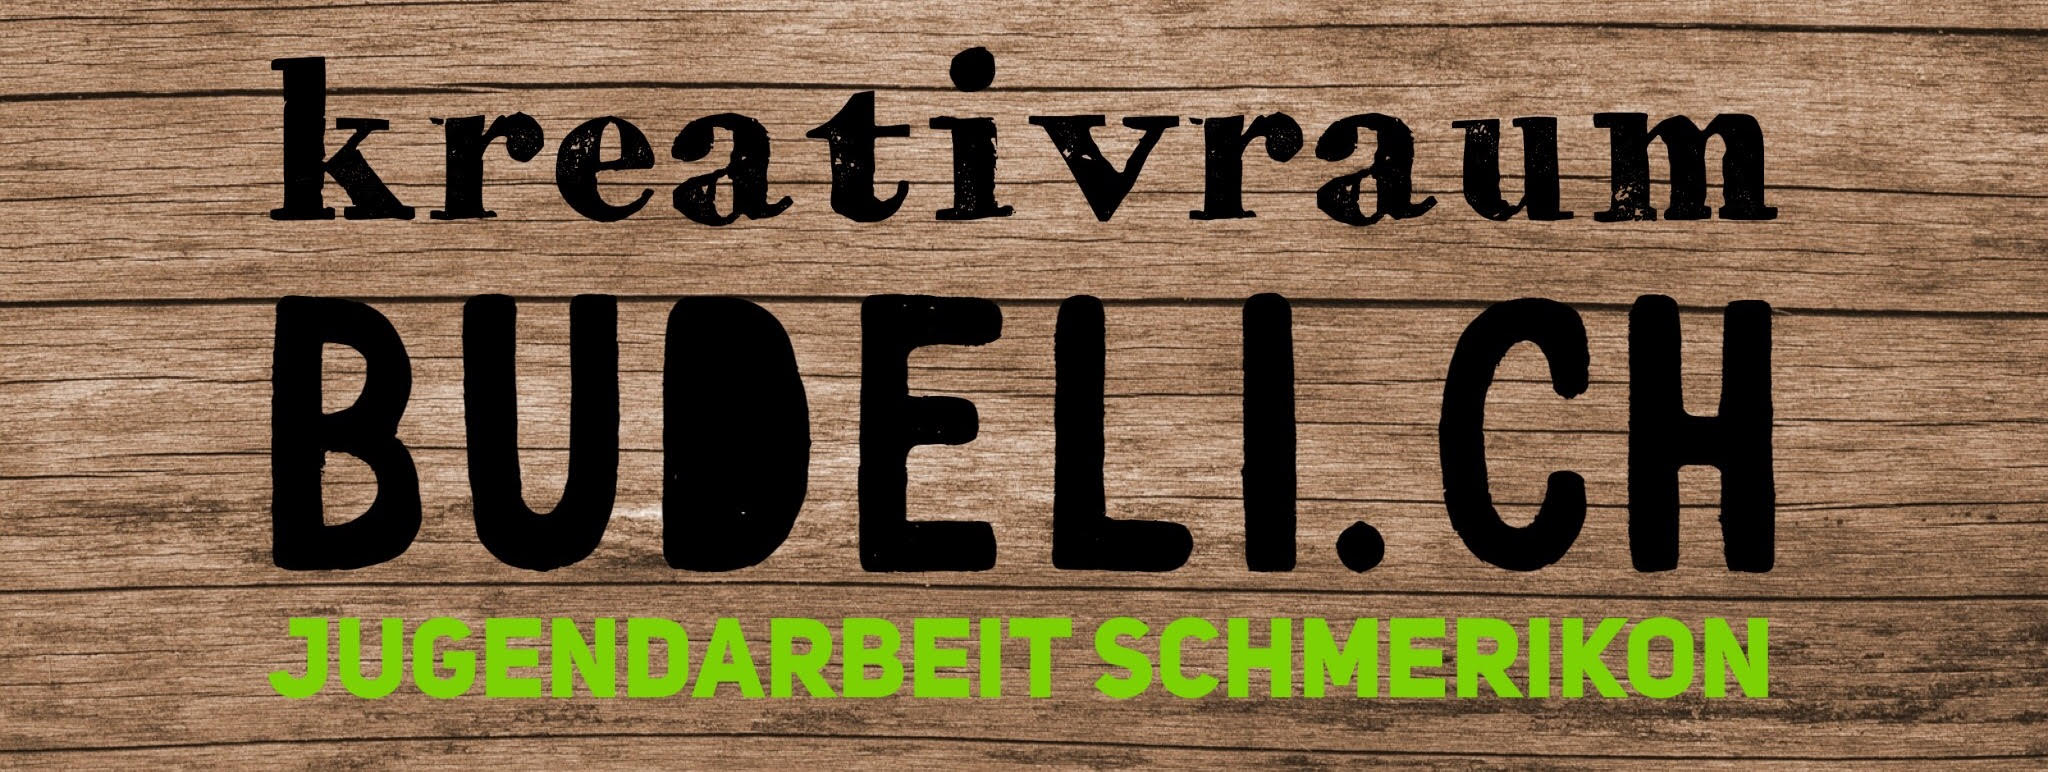 kreativraum
BUDELI.CH
JUGENDARBEIT SCHMERIKON